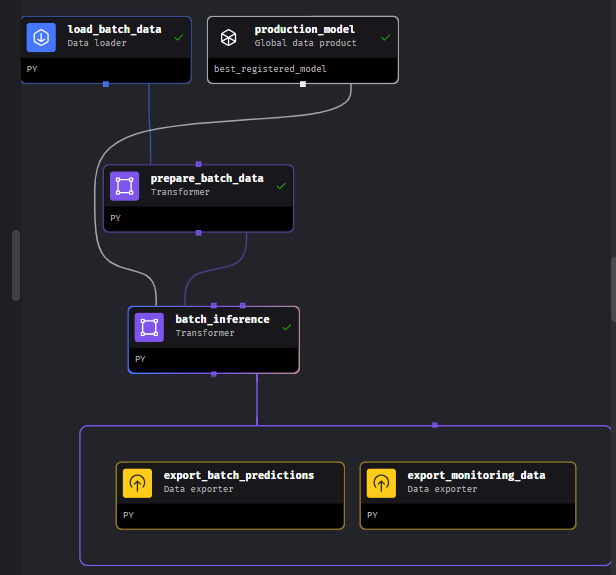 load_batch_data
Data loader
PY
production_model
Global data product
best_registered_model
prepare_batch_data
Transformer
PY
batch_inference
Transformer
PY
export_batch_predictions
Data exporter
PY
export_monitoring_data
Data exporter
PY